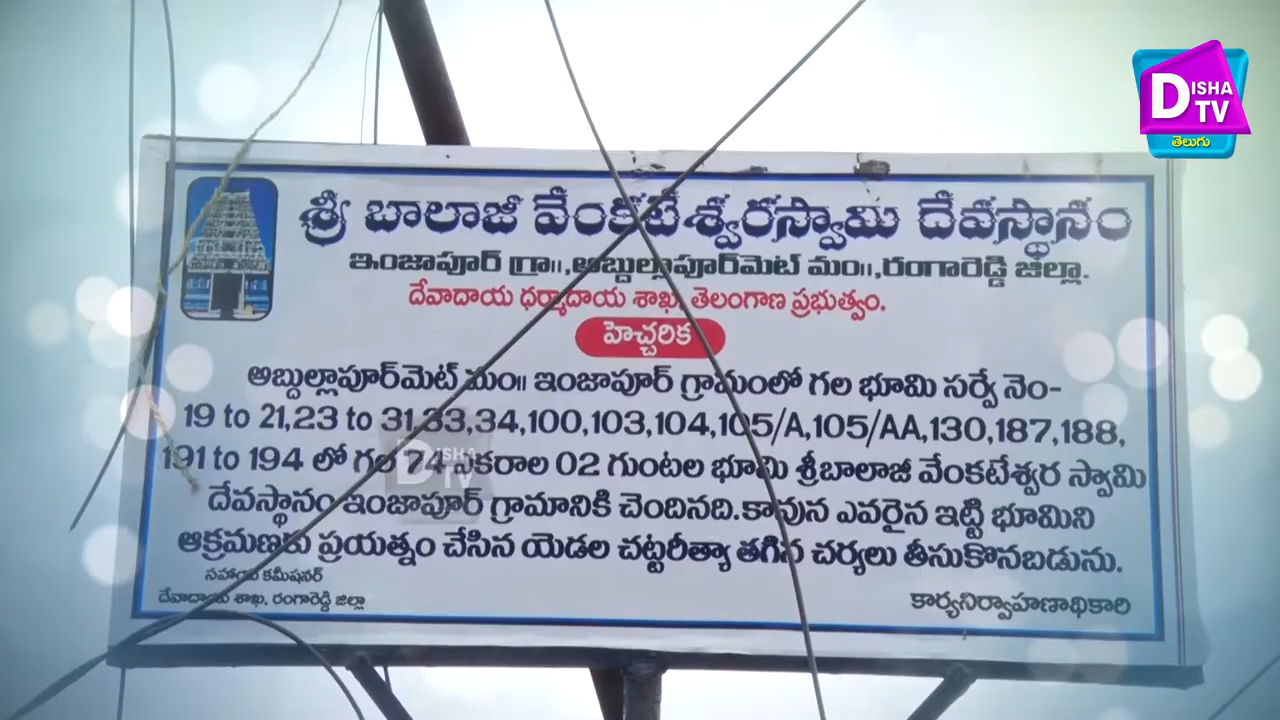 DISHA
TV
తెలుగు
శ్రీ బాలాజీ వేంకటేశ్వరస్వామి దేవస్థానం
ఇంజాపూర్ గ్రా॥,అబ్దుల్లాపూర్‌మెట్ మం॥,రంగారెడ్డి జిల్లా.
దేవాదాయ ధర్మాదాయ శాఖ, తెలంగాణ ప్రభుత్వం.
హెచ్చరిక
అబ్దుల్లాపూర్‌మెట్ మం॥ ఇంజాపూర్ గ్రామంలో గల భూమి సర్వే నెం-
19 to 21,23 to 31,33,34,100,103,104,105/A,105/AA,130,187,188,
191 to 194 లో గల 74 ఎకరాల 02 గుంటల భూమి శ్రీబాలాజీ వేంకటేశ్వర స్వామి
దేవస్థానం ఇంజాపూర్ గ్రామానికి చెందినది.కావున ఎవరైన ఇట్టి భూమిని
ఆక్రమణకు ప్రయత్నం చేసిన యెడల చట్టరీత్యా తగిన చర్యలు తీసుకొనబడును.
సహాయ కమీషనర్
దేవాదాయ శాఖ, రంగారెడ్డి జిల్లా
కార్యనిర్వాహణాధికారి
DISHA
TV